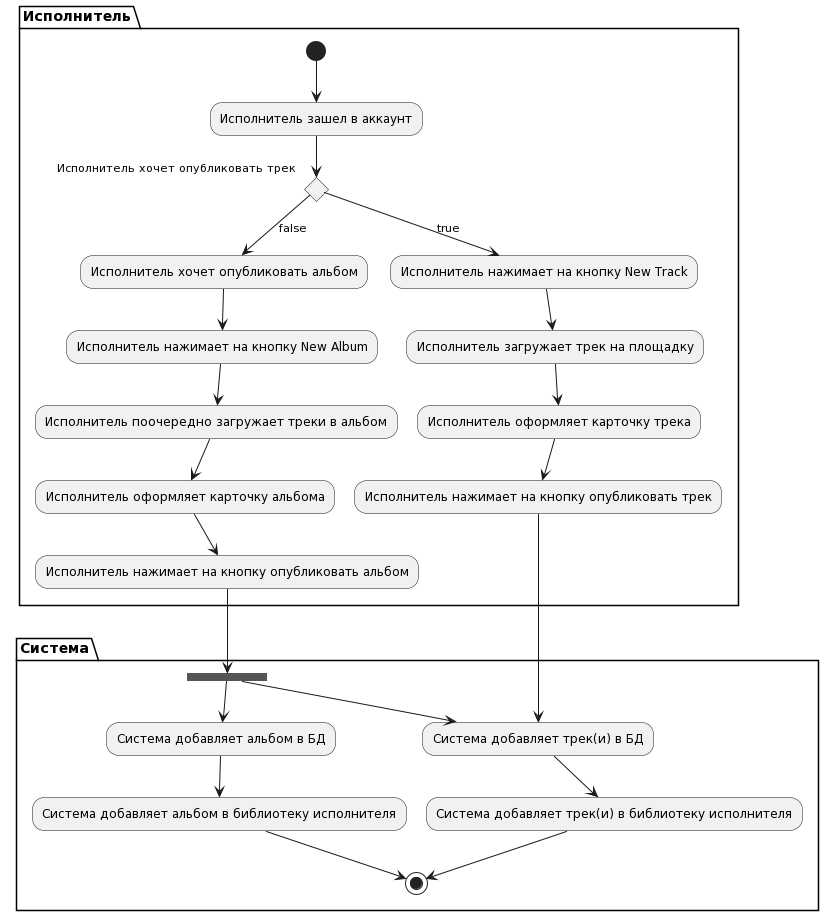 Исполнитель
Исполнитель зашел в аккаунт
Исполнитель хочет опубликовать трек
false
true
Исполнитель хочет опубликовать альбом
Исполнитель нажимает на кнопку New Track
Исполнитель нажимает на кнопку New Album
Исполнитель загружает трек на площадку
Исполнитель поочередно загружает треки в альбом
Исполнитель оформляет карточку трека
Исполнитель оформляет карточку альбома
Исполнитель нажимает на кнопку опубликовать трек
Исполнитель нажимает на кнопку опубликовать альбом
Система
Система добавляет альбом в БД
Система добавляет трек(и) в БД
Система добавляет альбом в библиотеку исполнителя
Система добавляет трек(и) в библиотеку исполнителя